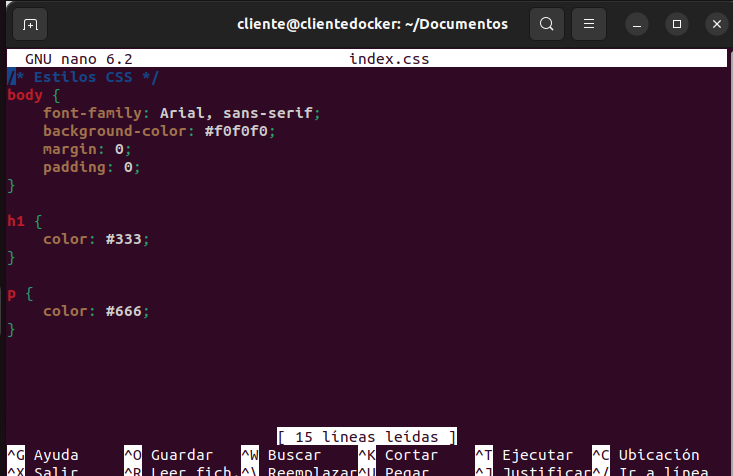 cliente@clientedocker: ~/Documentos
GNU nano 6.2 index.css
/* Estilos CSS */
body {
    font-family: Arial, sans-serif;
    background-color: #f0f0f0;
    margin: 0;
    padding: 0;
}

h1 {
    color: #333;
}

p {
    color: #666;
}
[ 15 líneas leídas ]
^G Ayuda ^O Guardar ^W Buscar ^K Cortar ^T Ejecutar ^C Ubicación
^X Salir ^R Leer fich. ^\ Reemplazar ^U Pegar ^J Justificar ^/ Ir a línea